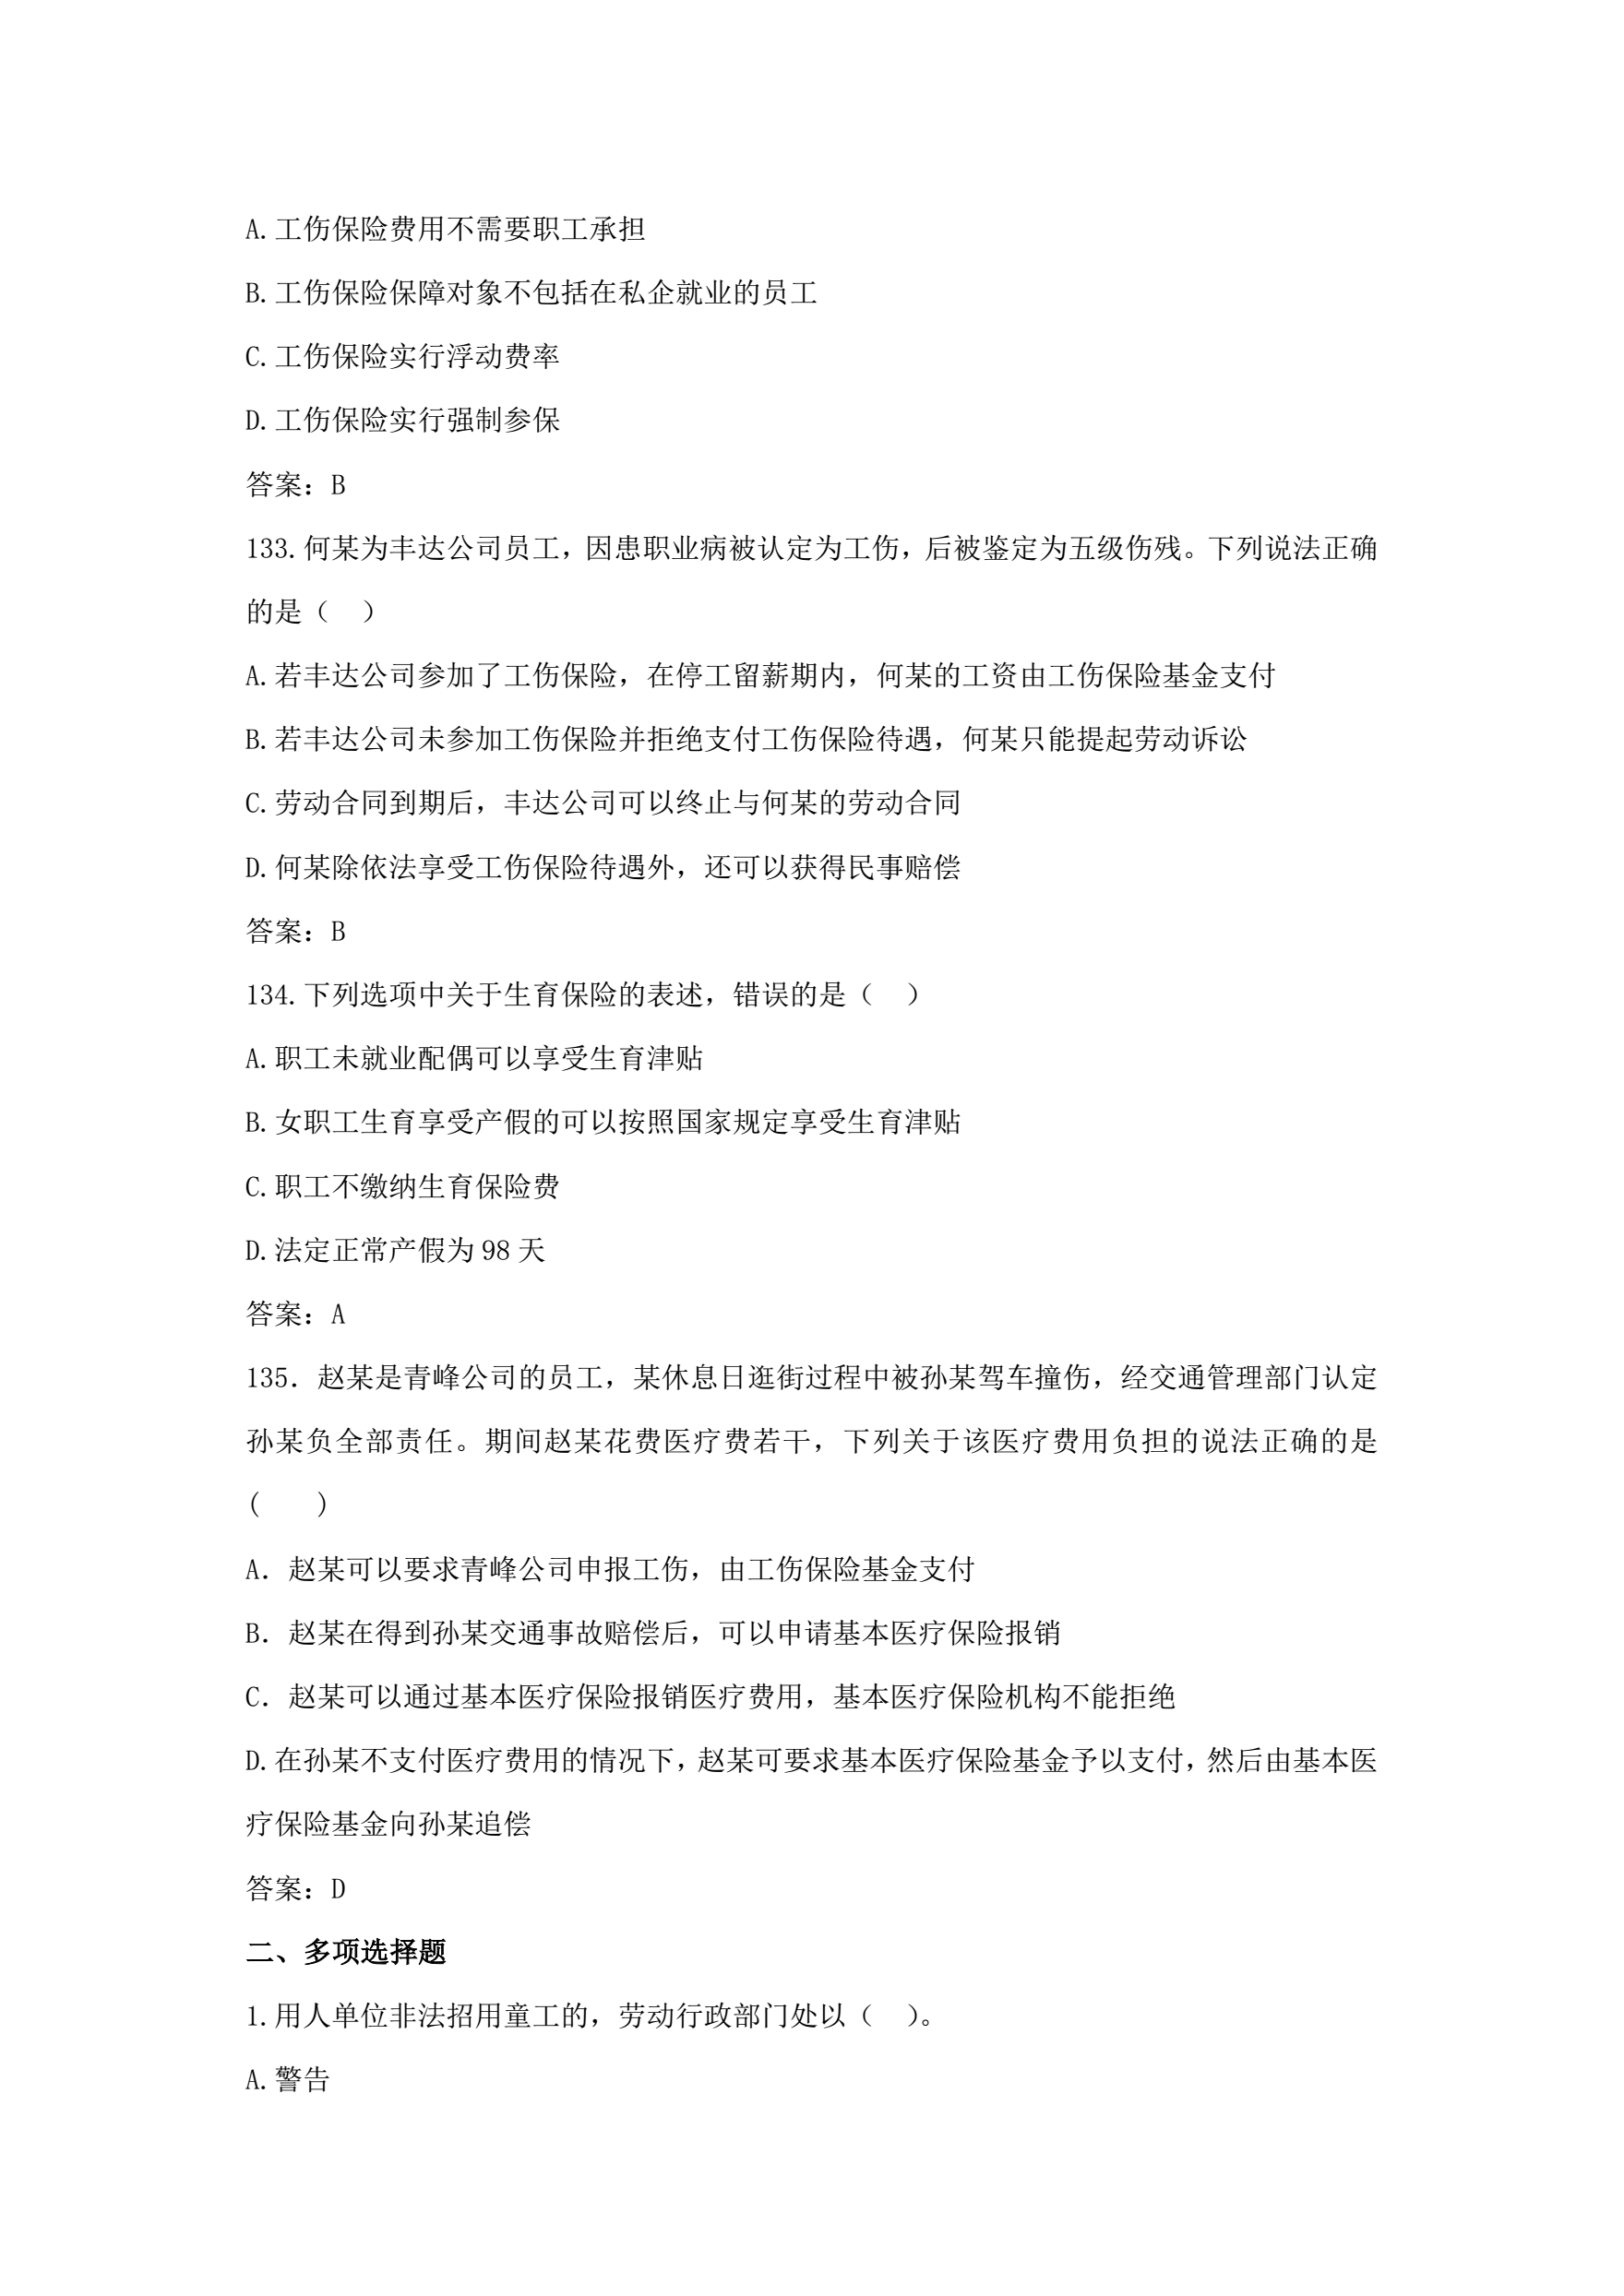 A.工伤保险费用不需要职工承担
B.工伤保险保障对象不包括在私企就业的员工
C.工伤保险实行浮动费率
D.工伤保险实行强制参保
答案：B
133.何某为丰达公司员工，因患职业病被认定为工伤，后被鉴定为五级伤残。下列说法正确
的是（　）
A.若丰达公司参加了工伤保险，在停工留薪期内，何某的工资由工伤保险基金支付
B.若丰达公司未参加工伤保险并拒绝支付工伤保险待遇，何某只能提起劳动诉讼
C.劳动合同到期后，丰达公司可以终止与何某的劳动合同
D.何某除依法享受工伤保险待遇外，还可以获得民事赔偿
答案：B
134.下列选项中关于生育保险的表述，错误的是（　）
A.职工未就业配偶可以享受生育津贴
B.女职工生育享受产假的可以按照国家规定享受生育津贴
C.职工不缴纳生育保险费
D.法定正常产假为 98 天
答案：A
135．赵某是青峰公司的员工，某休息日逛街过程中被孙某驾车撞伤，经交通管理部门认定
孙某负全部责任。期间赵某花费医疗费若干，下列关于该医疗费用负担的说法正确的是
(　　)
A．赵某可以要求青峰公司申报工伤，由工伤保险基金支付
B．赵某在得到孙某交通事故赔偿后，可以申请基本医疗保险报销
C．赵某可以通过基本医疗保险报销医疗费用，基本医疗保险机构不能拒绝
D.在孙某不支付医疗费用的情况下，赵某可要求基本医疗保险基金予以支付，然后由基本医
疗保险基金向孙某追偿
答案：D
二、多项选择题
1.用人单位非法招用童工的，劳动行政部门处以（　）。
A.警告